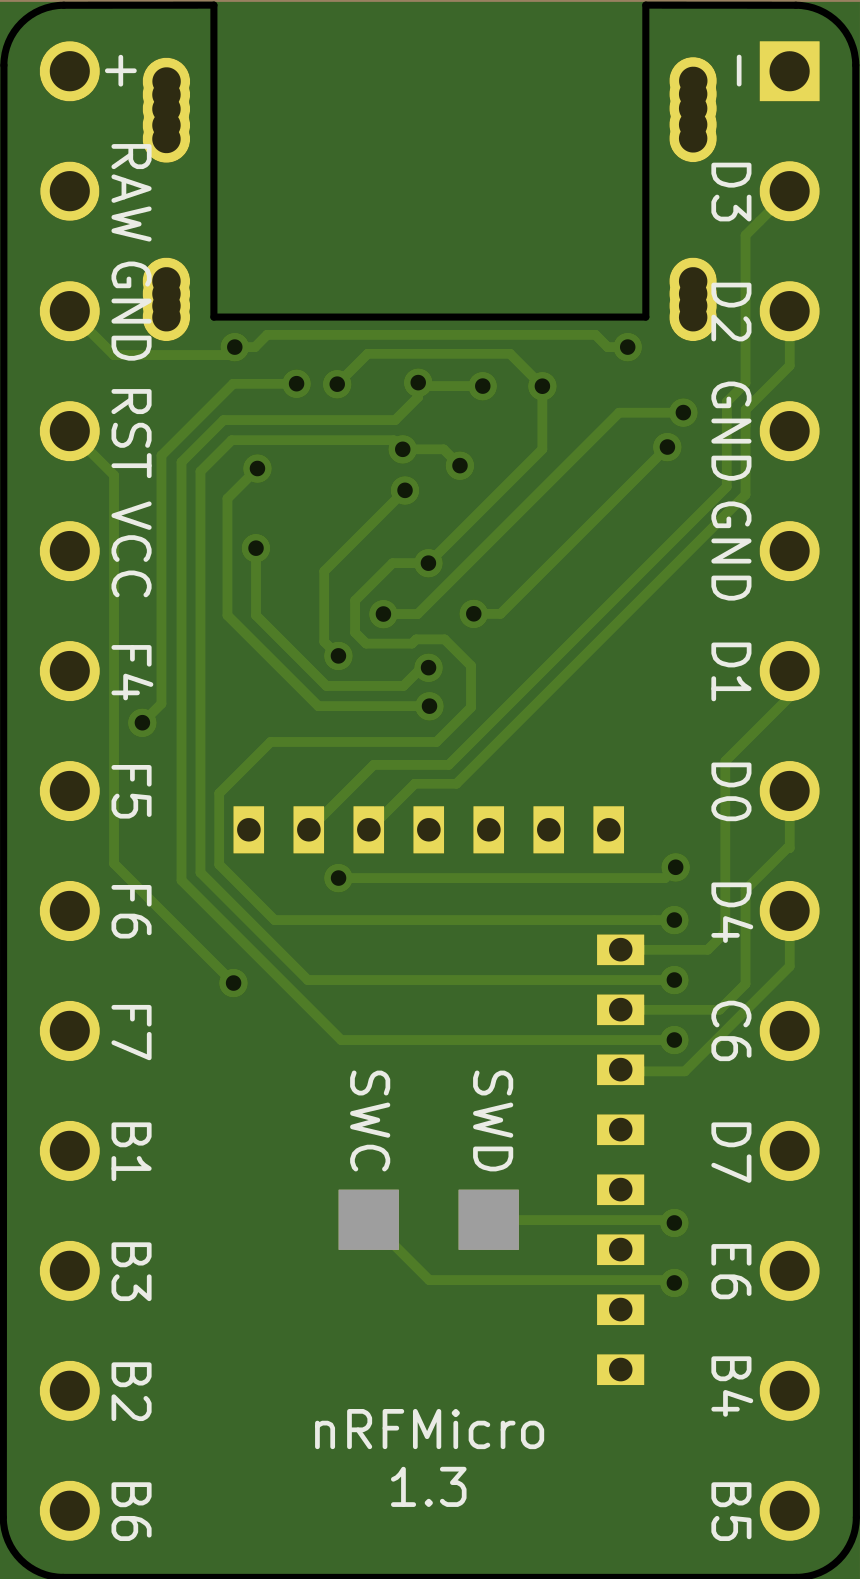 +
RAW
GND
RST
VCC
F4
F5
F6
F7
B1
B3
B2
B6
−
D3
D2
GND
GND
D1
D0
D4
C6
D7
E6
B4
B5
SWC
SWD
nRFMicro
1.3